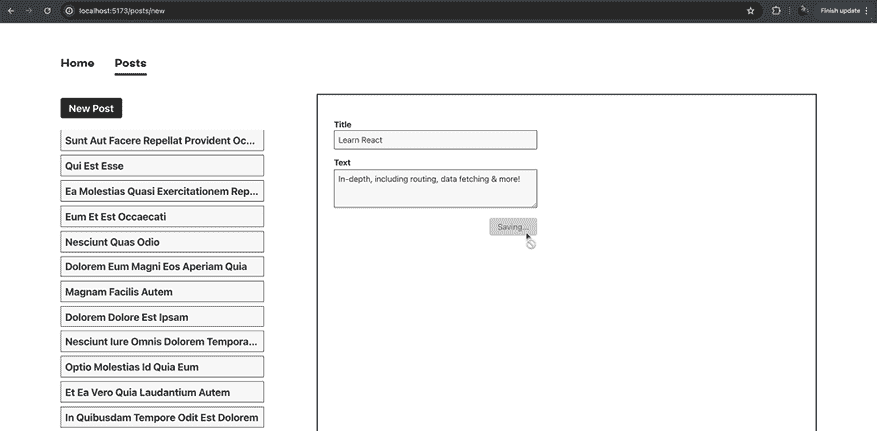 localhost:5173/posts/new
Finish update
Home
Posts
New Post
Sunt Aut Facere Repellat Provident Oc...
Qui Est Esse
Ea Molestias Quasi Exercitationem Rep...
Eum Et Est Occaecati
Nesciunt Quas Odio
Dolorem Eum Magni Eos Aperiam Quia
Magnam Facilis Autem
Dolorem Dolore Est Ipsam
Nesciunt Iure Omnis Dolorem Tempora...
Optio Molestias Id Quia Eum
Et Ea Vero Quia Laudantium Autem
In Quibusdam Tempore Odit Est Dolorem
Title
Learn React
Text
In-depth, including routing, data fetching & more!
Saving...